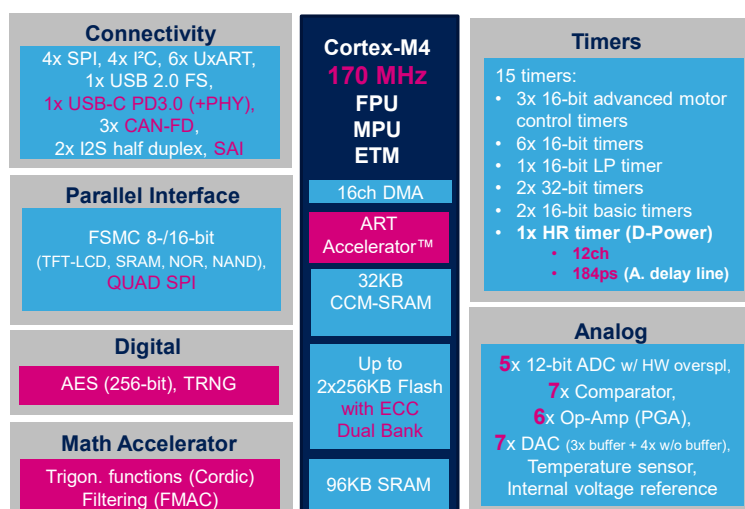 Connectivity
4x SPI, 4x I²C, 6x UxART,
1x USB 2.0 FS,
1x USB-C PD3.0 (+PHY),
3x CAN-FD,
2x I2S half duplex, SAI
Parallel Interface
FSMC 8-/16-bit
(TFT-LCD, SRAM, NOR, NAND),
QUAD SPI
Digital
AES (256-bit), TRNG
Math Accelerator
Trigon. functions (Cordic)
Filtering (FMAC)
Cortex-M4
170 MHz
FPU
MPU
ETM
16ch DMA
ART
Accelerator™
32KB
CCM-SRAM
Up to
2x256KB Flash
with ECC
Dual Bank
96KB SRAM
Timers
15 timers:
• 3x 16-bit advanced motor
control timers
• 6x 16-bit timers
• 1x 16-bit LP timer
• 2x 32-bit timers
• 2x 16-bit basic timers
• 1x HR timer (D-Power)
• 12ch
• 184ps (A. delay line)
Analog
5x 12-bit ADC w/ HW overspl,
7x Comparator,
6x Op-Amp (PGA),
7x DAC (3x buffer + 4x w/o buffer),
Temperature sensor,
Internal voltage reference